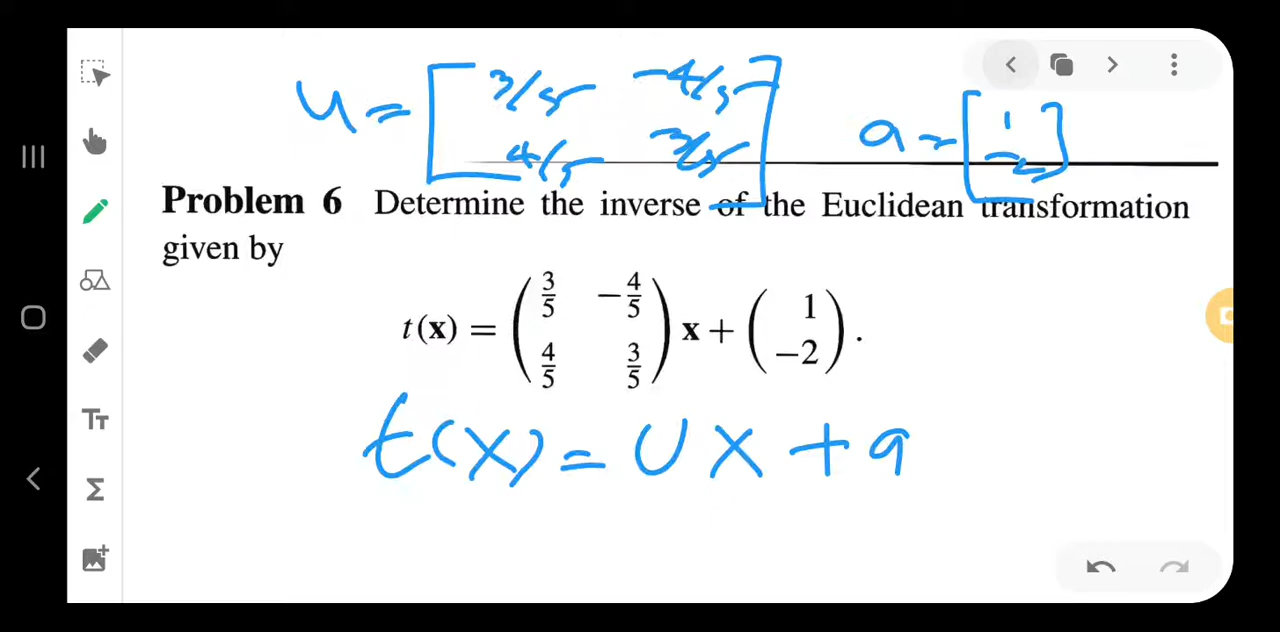 u = [3/5 -4/5 4/5 3/5] a = [1 -2]
Problem 6 Determine the inverse of the Euclidean transformation
given by
t(x) = (3/5 -4/5 4/5 3/5) x + (1 -2).
t(x) = U x + a
Tт
Σ